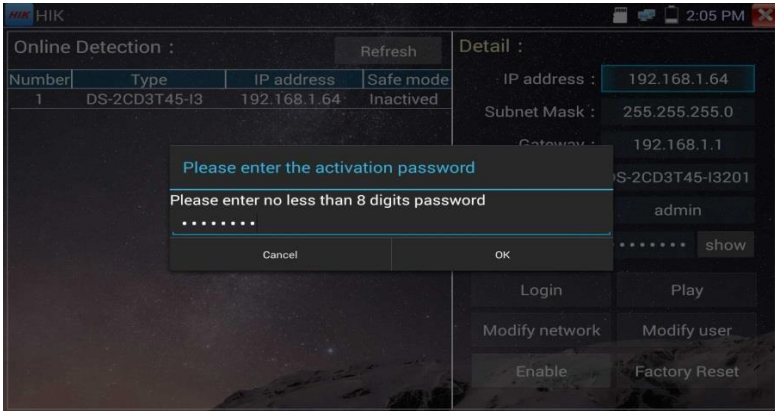 HIK HIK
2:05 PM
Online Detection :
Refresh
Number Type IP address Safe mode
1 DS-2CD3T45-I3 192.168.1.64 Inactived
Detail :
IP address : 192.168.1.64
Subnet Mask : 255.255.255.0
Gateway : 192.168.1.1
DS-2CD3T45-I3201
admin
•••••••• show
Login Play
Modify network Modify user
Enable Factory Reset
Please enter the activation password
Please enter no less than 8 digits password
••••••••
Cancel OK